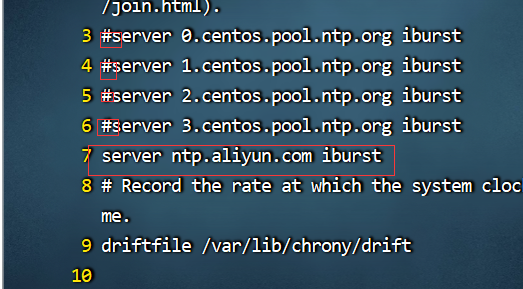 /join.html).
3 #server 0.centos.pool.ntp.org iburst
4 #server 1.centos.pool.ntp.org iburst
5 #server 2.centos.pool.ntp.org iburst
6 #server 3.centos.pool.ntp.org iburst
7 server ntp.aliyun.com iburst
8 # Record the rate at which the system cloc
me.
9 driftfile /var/lib/chrony/drift
10